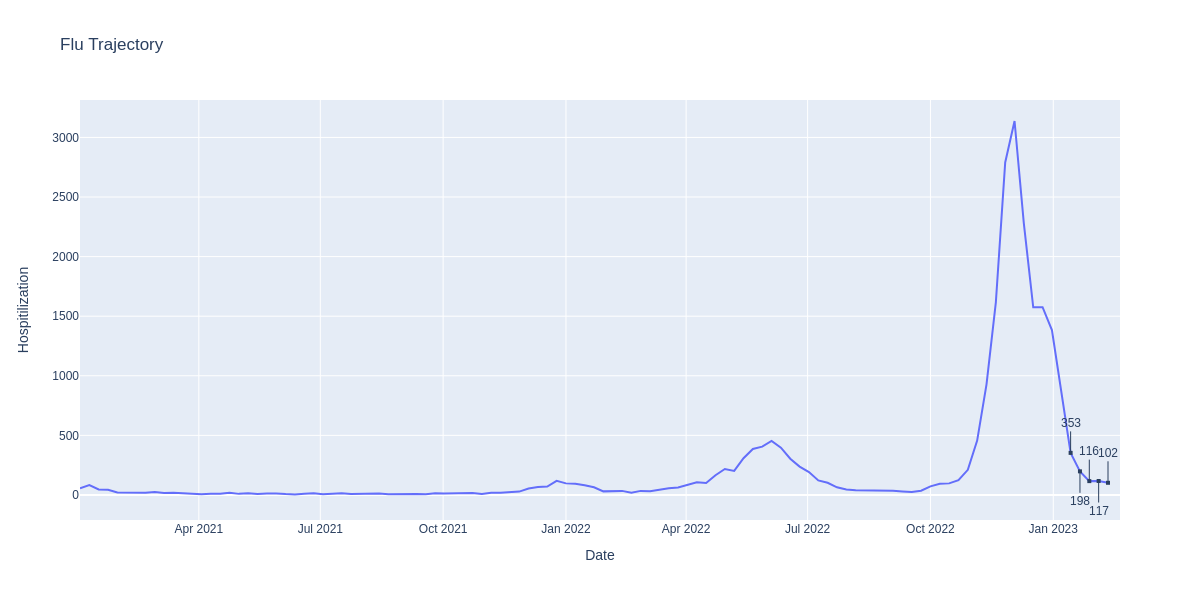 Flu Trajectory
Hospitilization
3000
2500
2000
1500
1000
500
0
353
116
102
198
117
Apr 2021
Jul 2021
Oct 2021
Jan 2022
Apr 2022
Jul 2022
Oct 2022
Jan 2023
Date